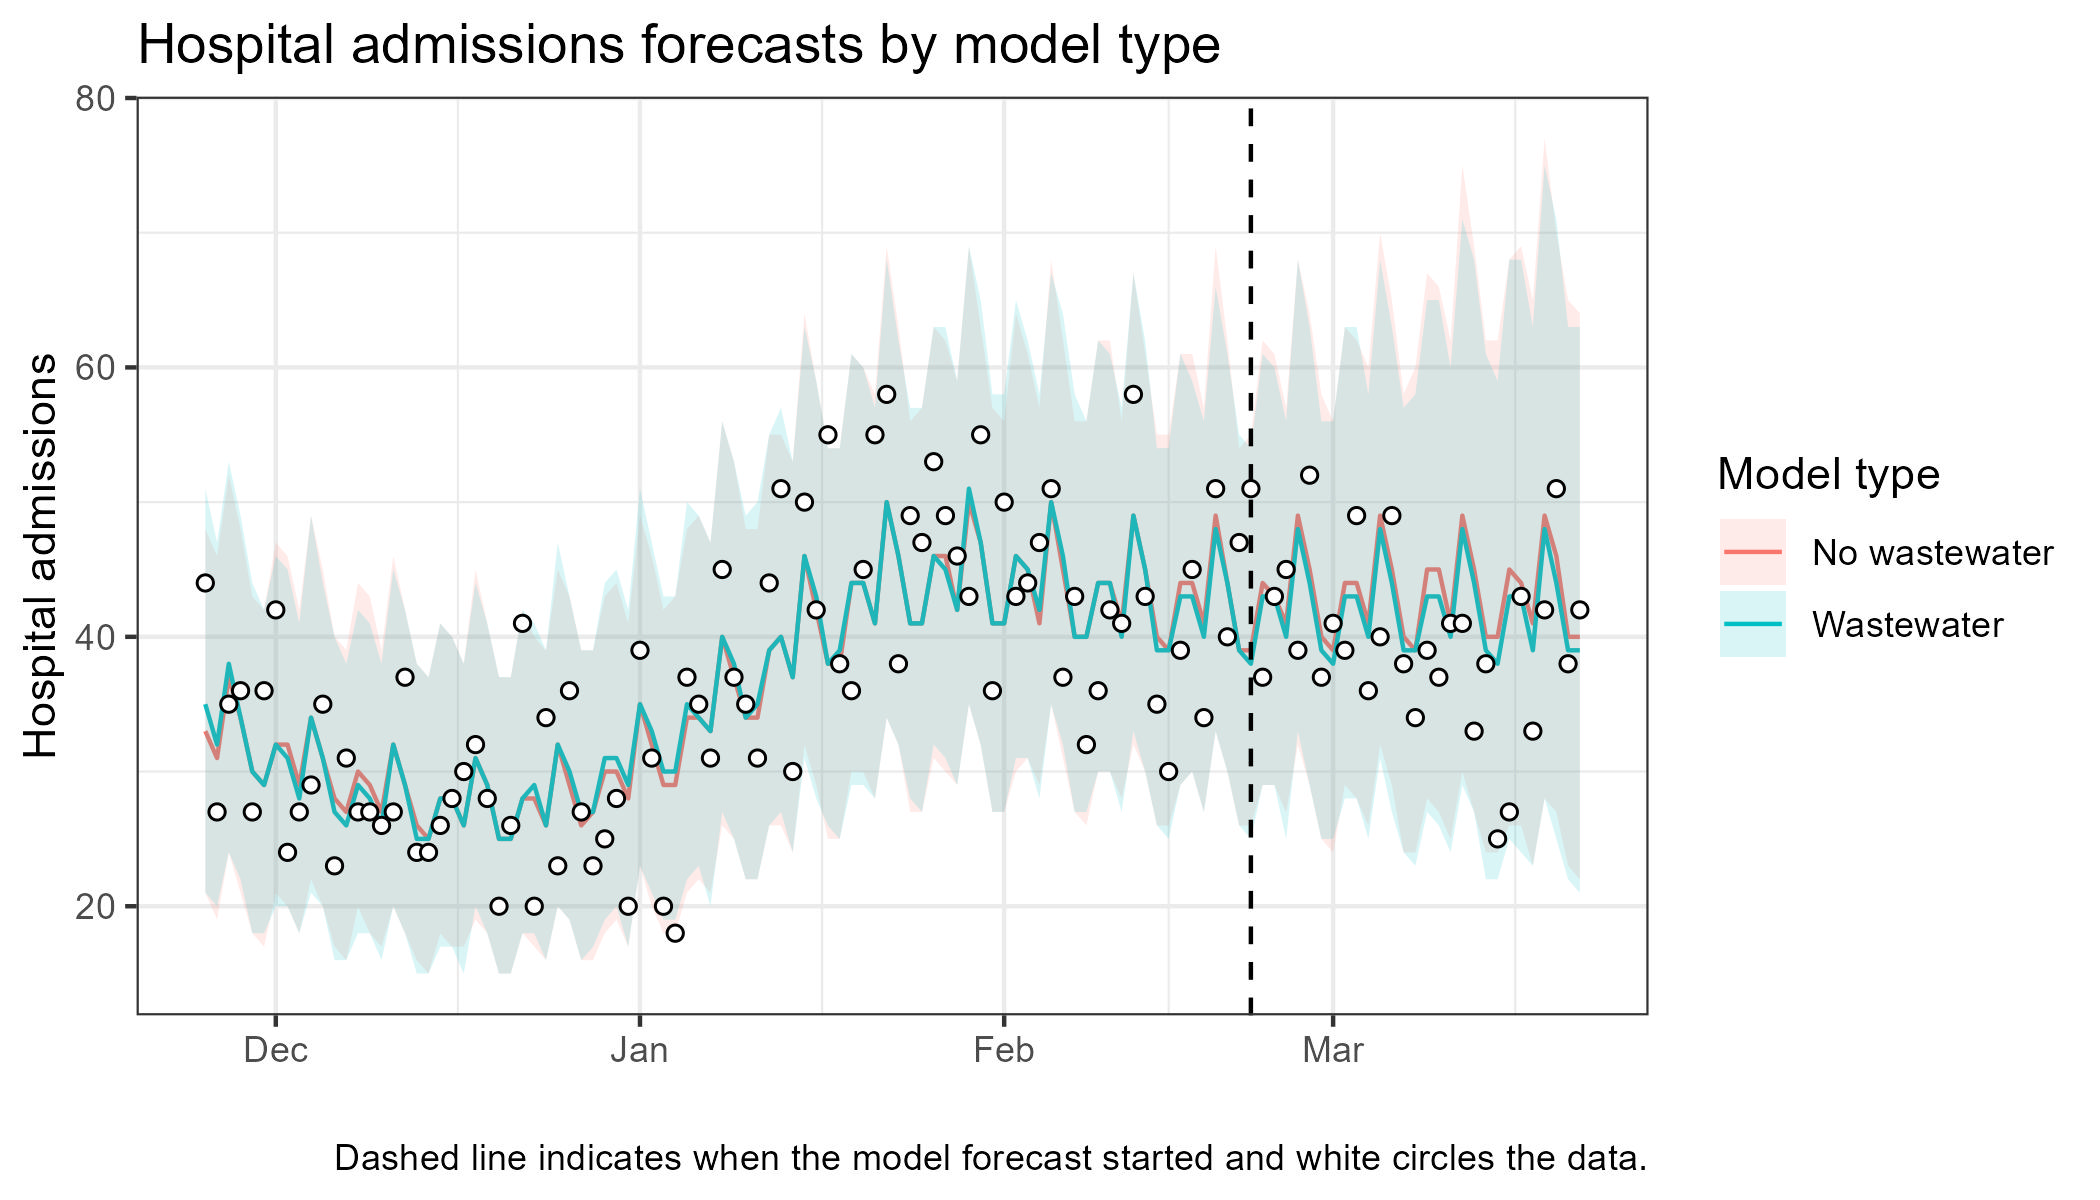 Hospital admissions forecasts by model type
80
60
40
20
Hospital admissions
Dec
Jan
Feb
Mar
Model type
No wastewater
Wastewater
Dashed line indicates when the model forecast started and white circles the data.